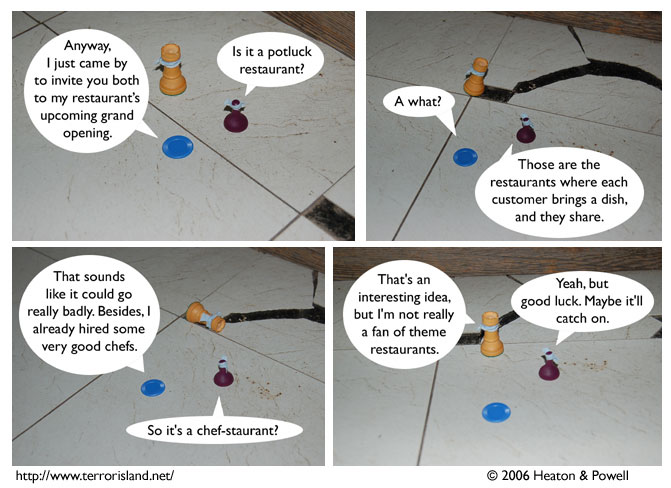 Anyway,
I just came by
to invite you both
to my restaurant's
upcoming grand
opening.
Is it a potluck
restaurant?
A what?
Those are the
restaurants where each
customer brings a dish,
and they share.
That sounds
like it could go
really badly. Besides, I
already hired some
very good chefs.
So it's a chef-staurant?
That's an
interesting idea,
but I'm not really
a fan of theme
restaurants.
Yeah, but
good luck. Maybe it'll
catch on.
http://www.terrorisland.net/
© 2006 Heaton & Powell